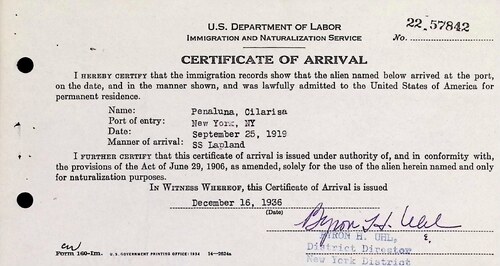 U.S. DEPARTMENT OF LABOR
IMMIGRATION AND NATURALIZATION SERVICE
No. 22 57842
CERTIFICATE OF ARRIVAL
I HEREBY CERTIFY that the immigration records show that the alien named below arrived at the port,
on the date, and in the manner shown, and was lawfully admitted to the United States of America for
permanent residence.
Name: Penaluna, Cilarisa
Port of entry: New York, NY
Date: September 25, 1919
Manner of arrival: SS Lapland
I FURTHER CERTIFY that this certificate of arrival is issued under authority of, and in conformity with,
the provisions of the Act of June 29, 1906, as amended, solely for the use of the alien herein named and only
for naturalization purposes.
IN WITNESS WHEREOF, this Certificate of Arrival is issued
December 16, 1936
(Date)
Byron H. Uhl
BYRON H. UHL,
District Director
New York District
Form 160-Im.
U. S. GOVERNMENT PRINTING OFFICE: 1934 14-2624a